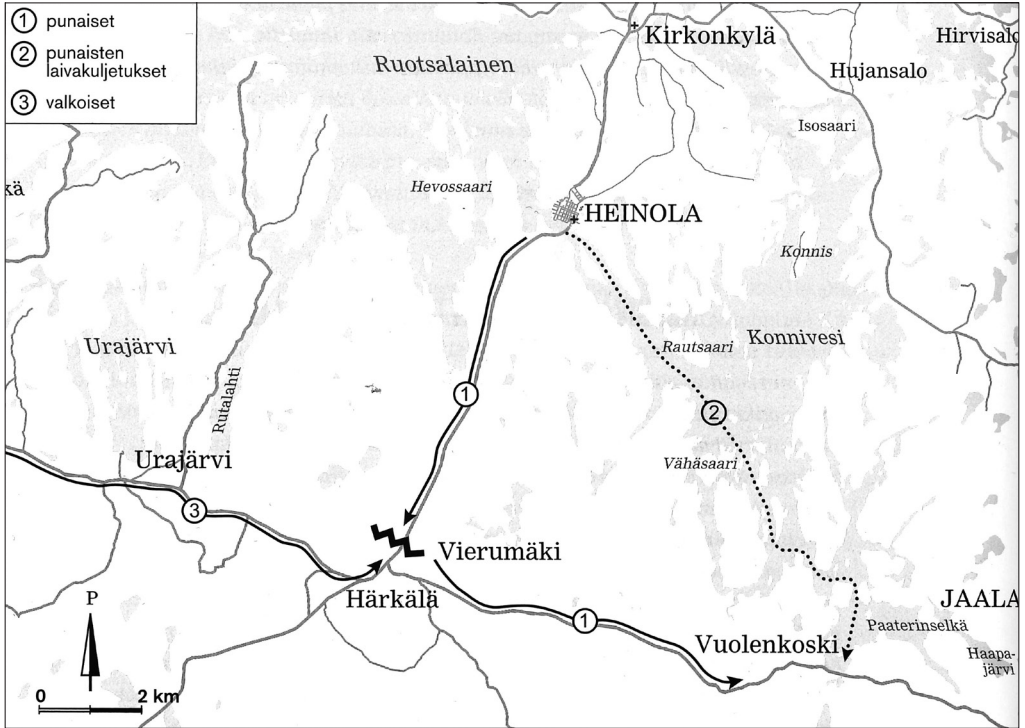 1 punaiset
2 punaisten
laivakuljetukset
3 valkoiset
Kirkonkylä
Hirvisalo
Ruotsalainen
Hujansalo
Isosaari
kä
Hevossaari
HEINOLA
Konnis
Urajärvi
Rautsaari
Konnivesi
Rutalahti
1
2
Urajärvi
Vähäsaari
3
Vierumäki
Härkälä
P
1
JAALA
Paaterinselkä
Vuolenkoski
Haapa-
järvi
0 2 km